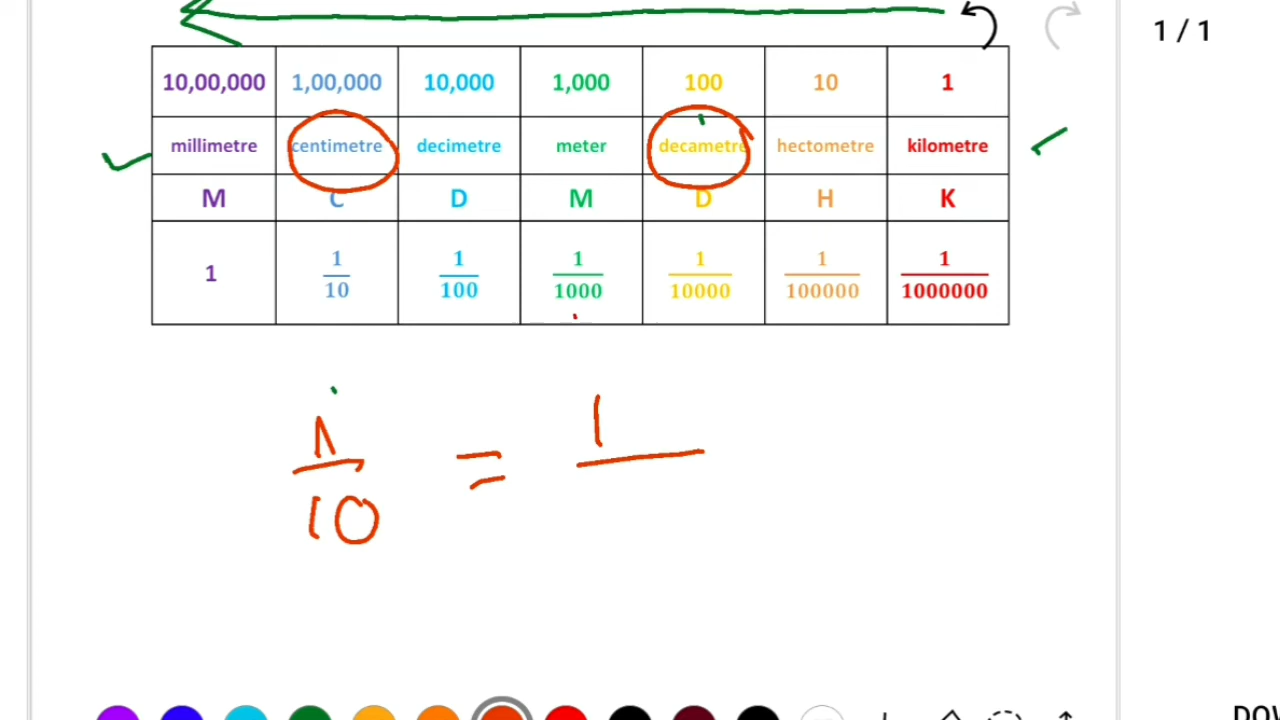 1 / 1
10,00,000 1,00,000 10,000 1,000 100 10 1
millimetre centimetre decimetre meter decametre hectometre kilometre
M C D M D H K
1 1/10 1/100 1/1000 1/10000 1/100000 1/1000000
1/10 = 1/